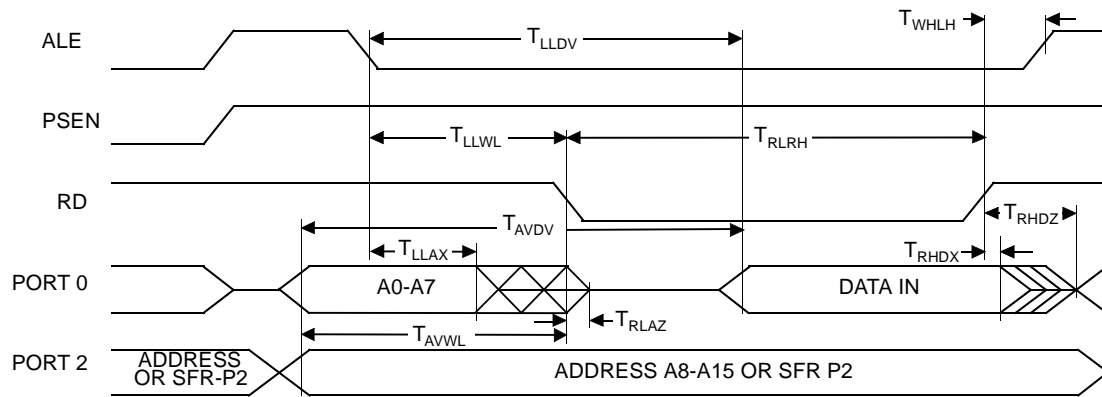 T_WHLH
ALE
T_LLDV
PSEN
T_LLWL
T_RLRH
RD
T_AVDV
T_RHDZ
T_LLAX
T_RHDX
PORT 0
A0-A7
DATA IN
T_RLAZ
T_AVWL
PORT 2
ADDRESS
OR SFR-P2
ADDRESS A8-A15 OR SFR P2